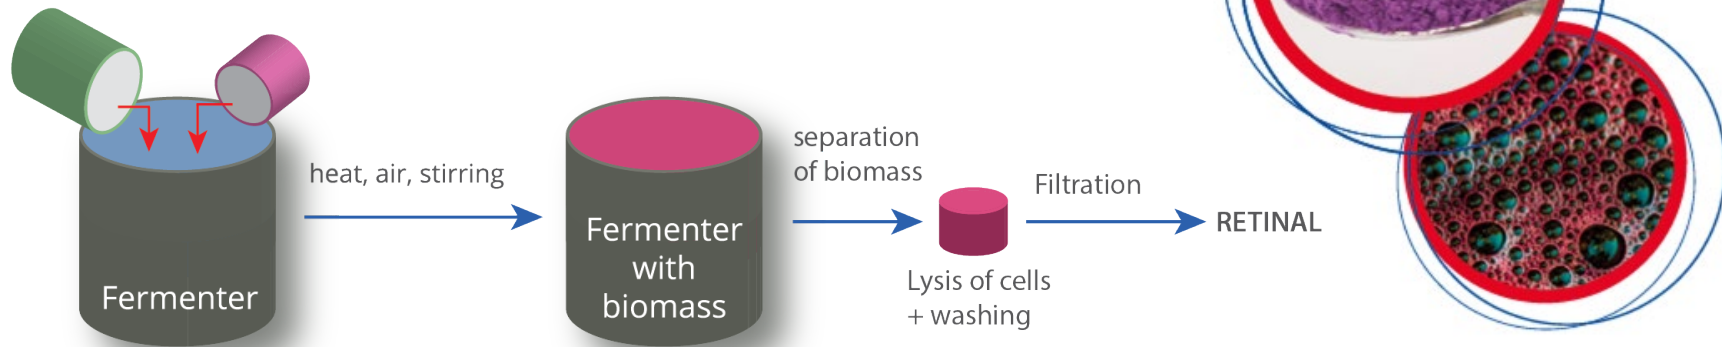 Fermenter
heat, air, stirring
Fermenter
with
biomass
separation
of biomass
Lysis of cells
+ washing
Filtration
RETINAL